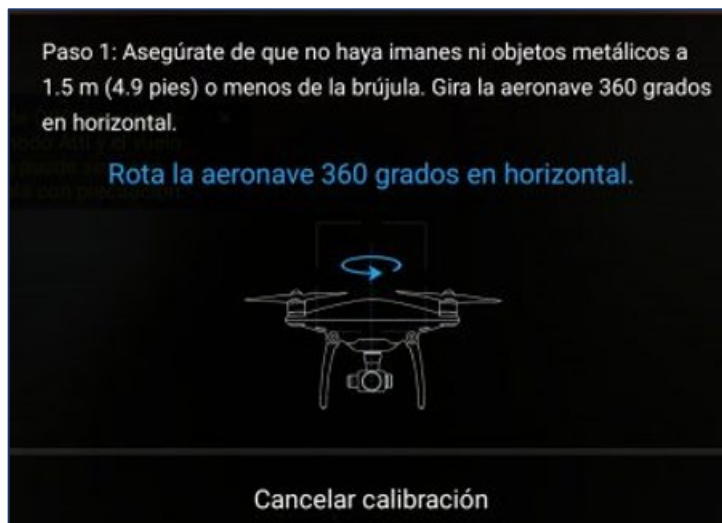 Paso 1: Asegúrate de que no haya imanes ni objetos metálicos a
1.5 m (4.9 pies) o menos de la brújula. Gira la aeronave 360 grados
en horizontal.
Rota la aeronave 360 grados en horizontal.
Cancelar calibración